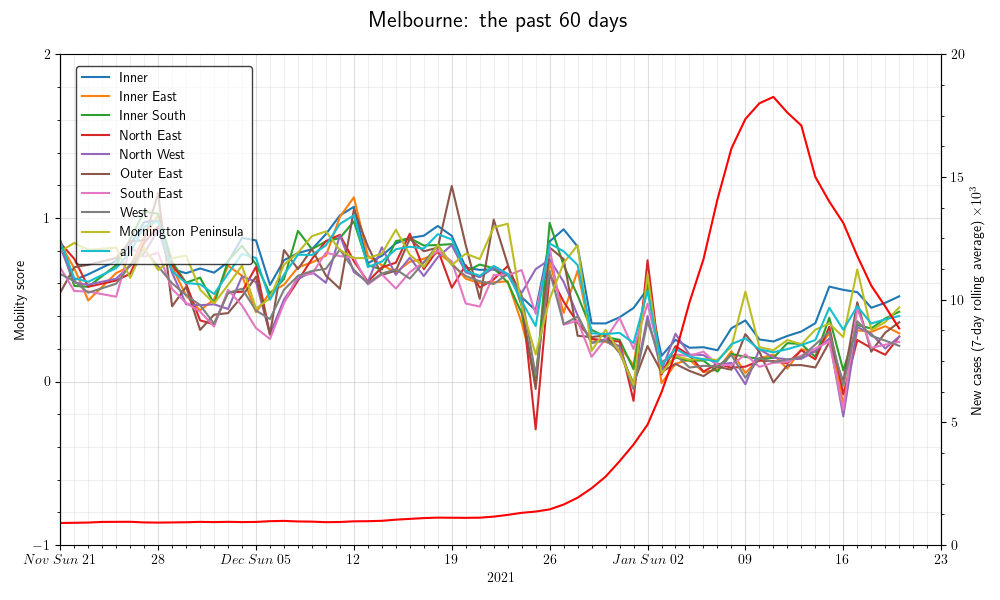 Melbourne: the past 60 days
Mobility score
2
1
0
−1
Inner
Inner East
Inner South
North East
North West
Outer East
South East
West
Mornington Peninsula
all
20
15
10
5
0
New cases (7-day rolling average) ×10³
Nov Sun 21
28
Dec Sun 05
12
19
26
Jan Sun 02
09
16
23
2021